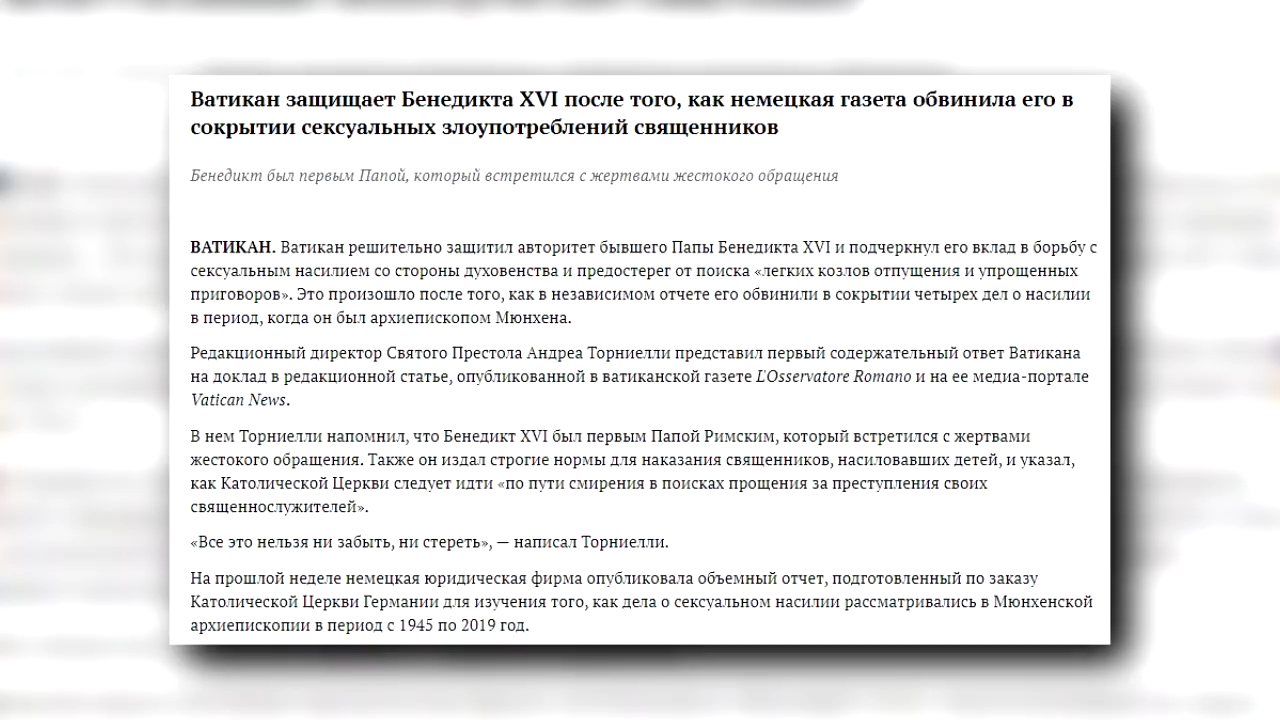 Ватикан защищает Бенедикта XVI после того, как немецкая газета обвинила его в
сокрытии сексуальных злоупотреблений священников
Бенедикт был первым Папой, который встретился с жертвами жестокого обращения
ВАТИКАН. Ватикан решительно защитил авторитет бывшего Папы Бенедикта XVI и подчеркнул его вклад в борьбу с
сексуальным насилием со стороны духовенства и предостерег от поиска «легких козлов отпущения и упрощенных
приговоров». Это произошло после того, как в независимом отчете его обвинили в сокрытии четырех дел о насилии
в период, когда он был архиепископом Мюнхена.
Редакционный директор Святого Престола Андреа Торниелли представил первый содержательный ответ Ватикана
на доклад в редакционной статье, опубликованной в ватиканской газете L'Osservatore Romano и на ее медиа-портале
Vatican News.
В нем Торниелли напомнил, что Бенедикт XVI был первым Папой Римским, который встретился с жертвами
жестокого обращения. Также он издал строгие нормы для наказания священников, насиловавших детей, и указал,
как Католической Церкви следует идти «по пути смирения в поисках прощения за преступления своих
священнослужителей».
«Все это нельзя ни забыть, ни стереть», — написал Торниелли.
На прошлой неделе немецкая юридическая фирма опубликовала объемный отчет, подготовленный по заказу
Католической Церкви Германии для изучения того, как дела о сексуальном насилии рассматривались в Мюнхенской
архиепископии в период с 1945 по 2019 год.